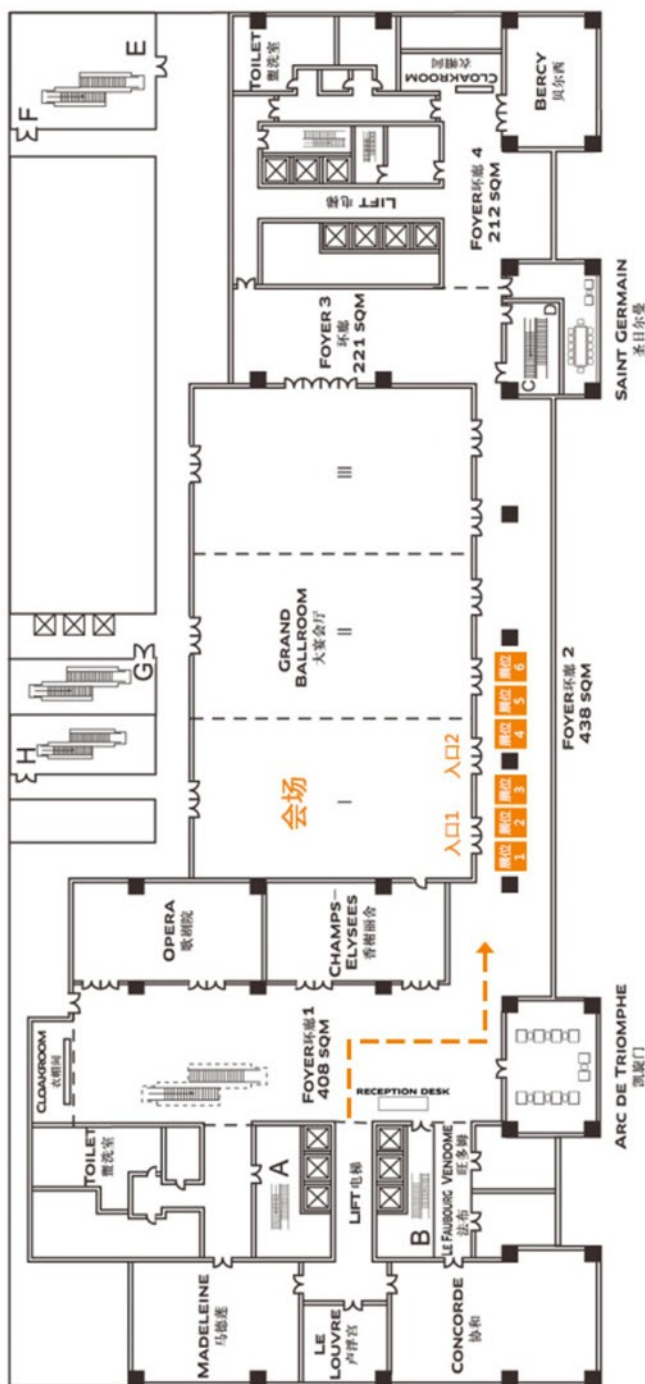 H
G
F
E
CLOAKROOM
衣帽间
TOILET
盥洗室
OPERA
歌剧院
TOILET
盥洗室
A
FOYER环廊1
408 SQM
CHAMPS-
ELYSEES
香榭丽舍
会场
I
GRAND
BALLROOM
大宴会厅
II
III
FOYER 3
环廊
221 SQM
LIFT 电梯
CLOAKROOM
衣帽间
MADELEINE
马德莲
LE
LOUVRE
卢浮宫
LIFT 电梯
RECEPTION DESK
B
LE FAUBOURG
法布
VENDOME
旺多姆
CONCORDE
协和
入口1
入口2
FOYER环廊 4
212 SQM
展位
1
展位
2
展位
3
展位
4
展位
5
展位
6
C
D
BERCY
贝尔西
FOYER环廊 2
438 SQM
ARC DE TRIOMPHE
凯旋门
SAINT GERMAIN
圣日尔曼